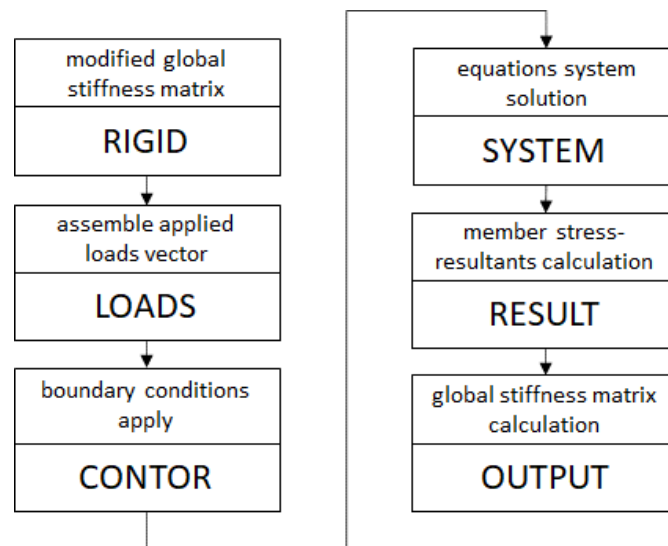 modified global
stiffness matrix
RIGID
assemble applied
loads vector
LOADS
boundary conditions
apply
CONTOR
equations system
solution
SYSTEM
member stress-
resultants calculation
RESULT
global stiffness matrix
calculation
OUTPUT